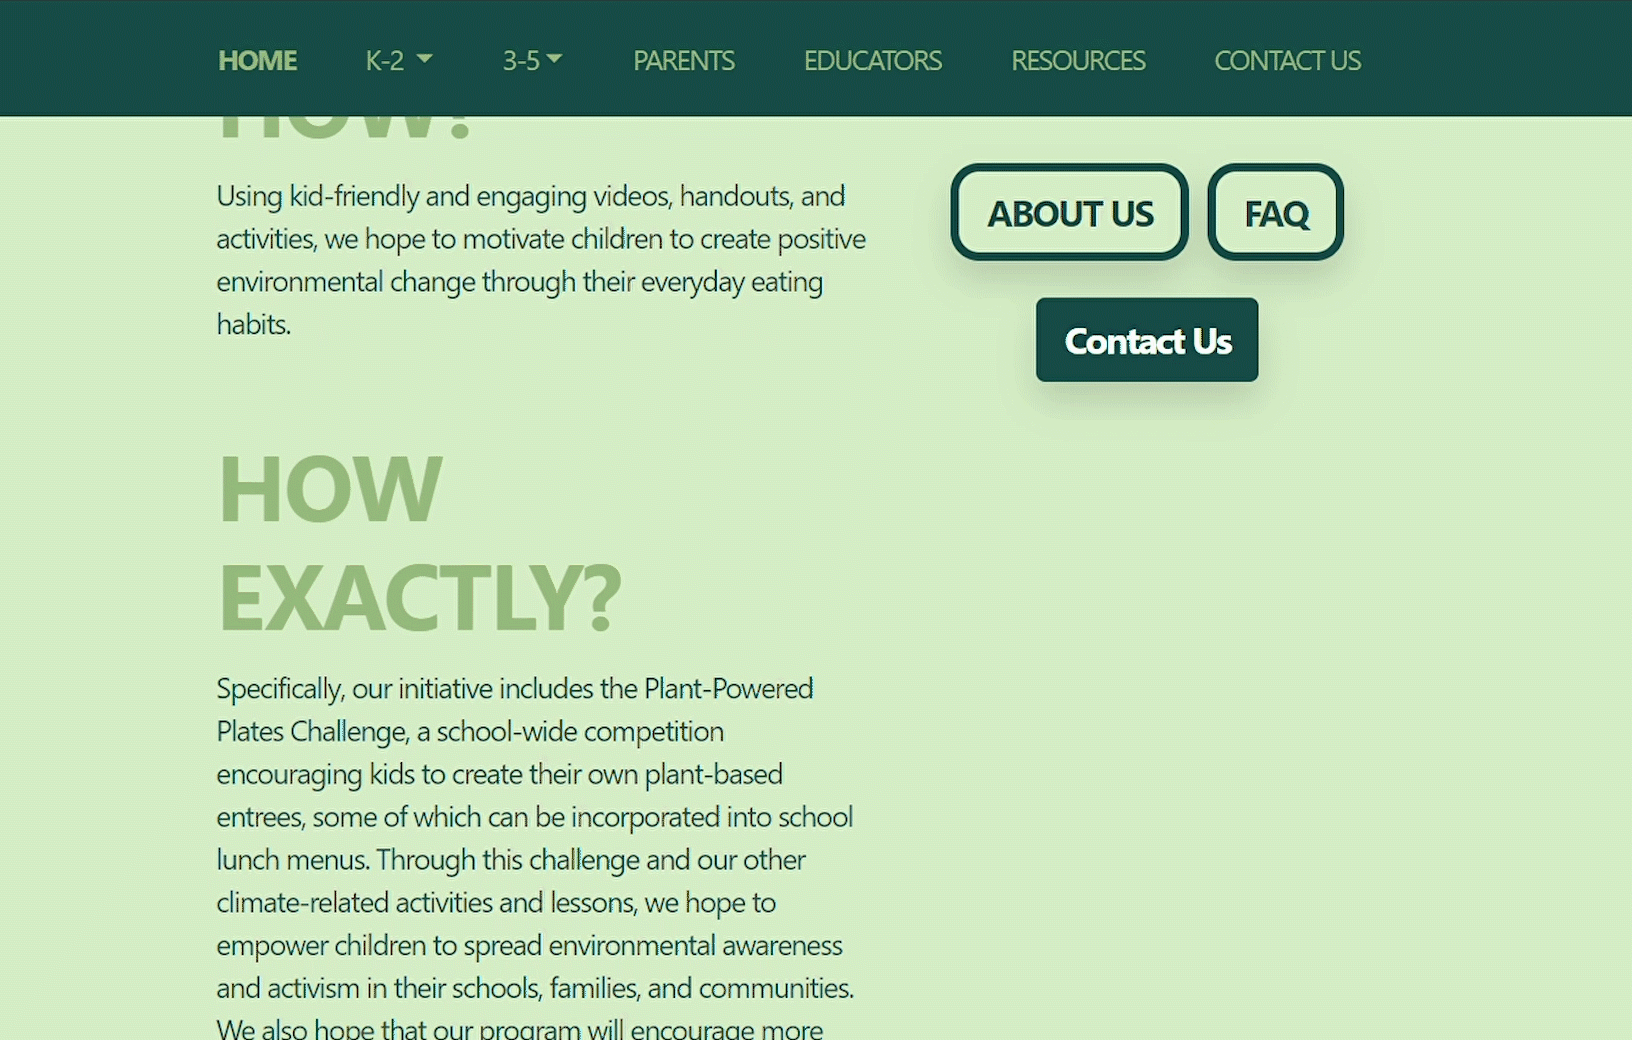 HOME K-2 3-5 PARENTS EDUCATORS RESOURCES CONTACT US
HOW?
Using kid-friendly and engaging videos, handouts, and
activities, we hope to motivate children to create positive
environmental change through their everyday eating
habits.
ABOUT US FAQ
Contact Us
HOW
EXACTLY?
Specifically, our initiative includes the Plant-Powered
Plates Challenge, a school-wide competition
encouraging kids to create their own plant-based
entrees, some of which can be incorporated into school
lunch menus. Through this challenge and our other
climate-related activities and lessons, we hope to
empower children to spread environmental awareness
and activism in their schools, families, and communities.
We also hope that our program will encourage more